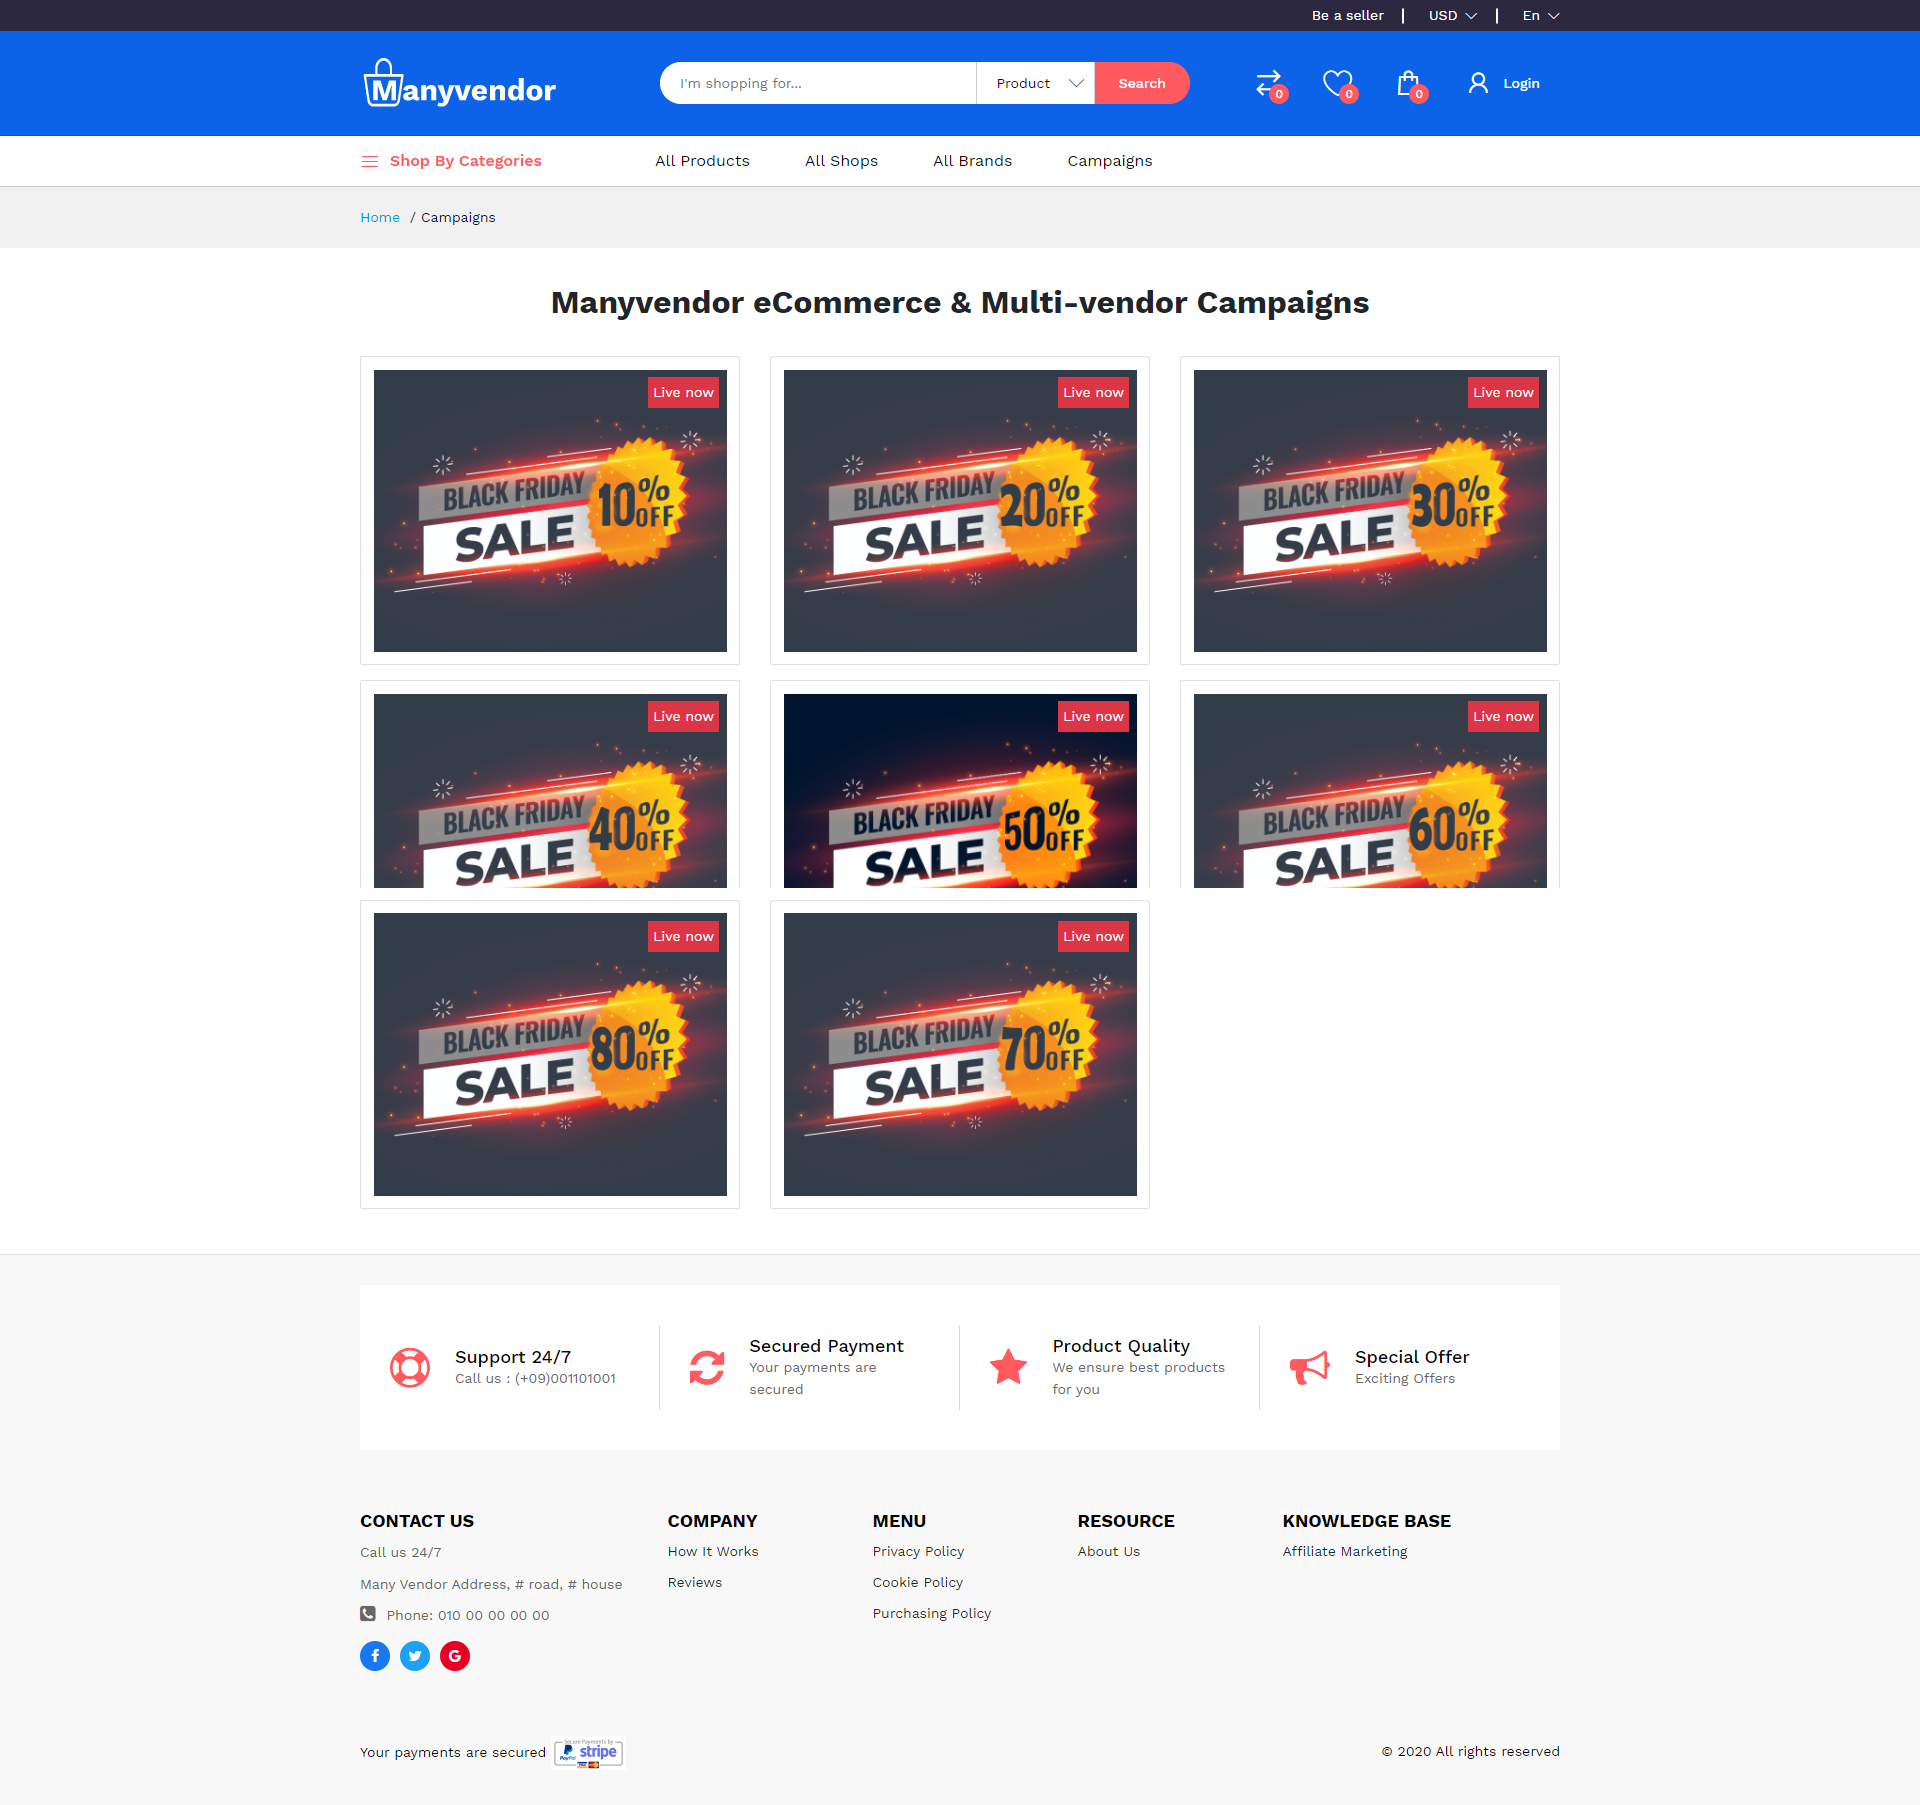 Be a seller | USD | En
Manyvendor
I'm shopping for...
Product
Search
0
0
0
Login
Shop By Categories
All Products
All Shops
All Brands
Campaigns
Home / Campaigns
Manyvendor eCommerce & Multi-vendor Campaigns
Live now
BLACK FRIDAY
SALE
10%
OFF
Live now
BLACK FRIDAY
SALE
20%
OFF
Live now
BLACK FRIDAY
SALE
30%
OFF
Live now
BLACK FRIDAY
SALE
40%
OFF
Live now
BLACK FRIDAY
SALE
50%
OFF
Live now
BLACK FRIDAY
SALE
60%
OFF
Live now
BLACK FRIDAY
SALE
80%
OFF
Live now
BLACK FRIDAY
SALE
70%
OFF
Support 24/7
Call us : (+09)001101001
Secured Payment
Your payments are
secured
Product Quality
We ensure best products
for you
Special Offer
Exciting Offers
CONTACT US
Call us 24/7
Many Vendor Address, # road, # house
Phone: 010 00 00 00 00
COMPANY
How It Works
Reviews
MENU
Privacy Policy
Cookie Policy
Purchasing Policy
RESOURCE
About Us
KNOWLEDGE BASE
Affiliate Marketing
Your payments are secured
Secure Payments by
PayPal
stripe
© 2020 All rights reserved